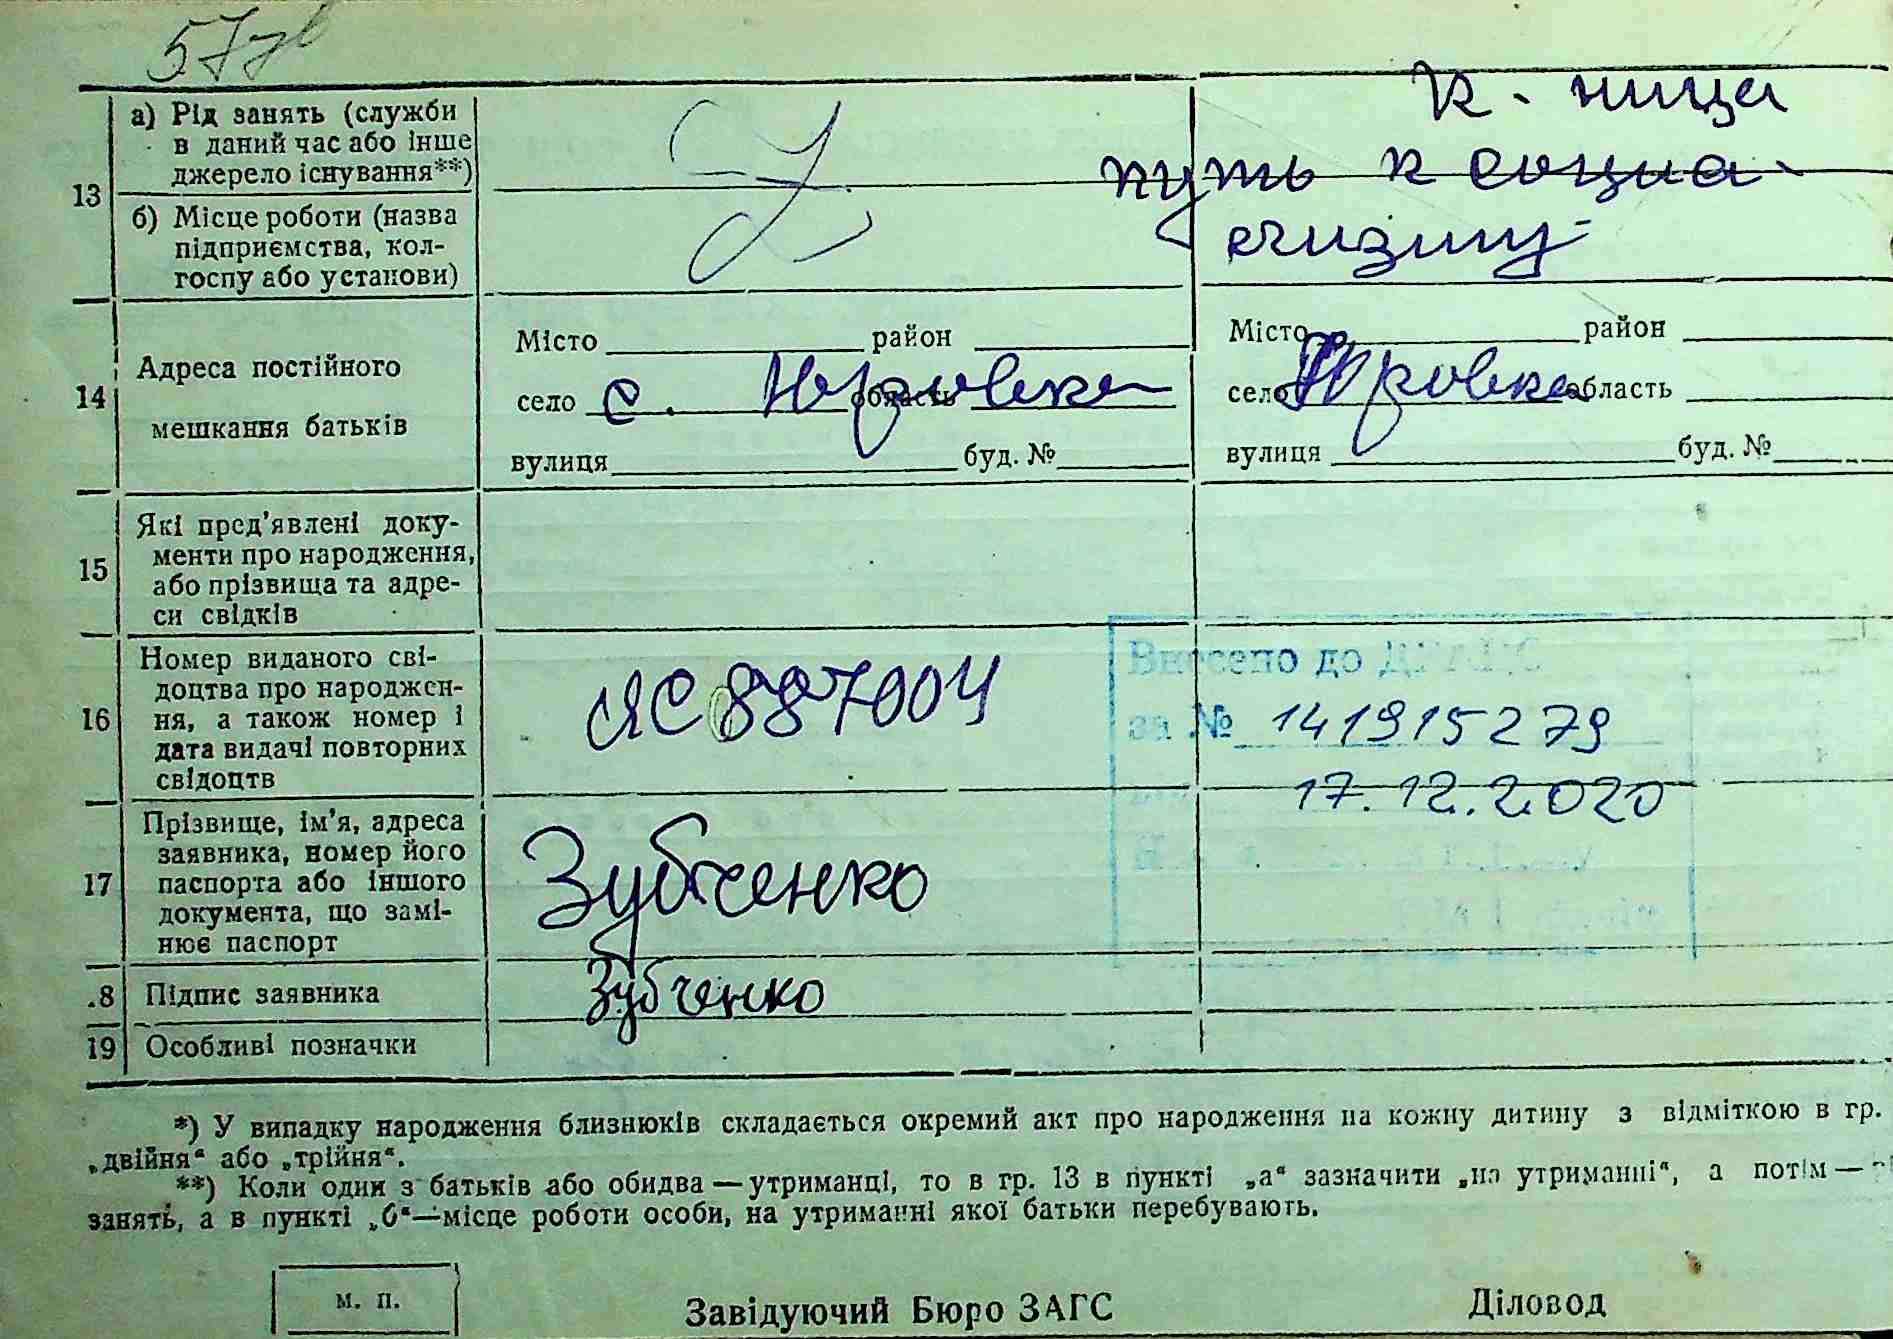 57
13
а) Рід занять (служби
в даний час або інше
джерело існування**)
к-ница
путь к социа-
лизму
б) Місце роботи (назва
підприємства, кол-
госпу або установи)
14
Адреса постійного
мешкання батьків
Місто район
село с. Юровка область
вулиця буд. №
Місто район
село Юровка область
вулиця буд. №
15
Які пред'явлені доку-
менти про народження,
або прізвища та адре-
си свідків
16
Номер виданого сві-
доцтва про народжен-
ня, а також номер і
дата видачі повторних
свідоцтв
ЯС 887004
Внесено до ДРАЦС
за № 141915279
17.12.2020
17
Прізвище, ім'я, адреса
заявника, номер його
паспорта або іншого
документа, що замі-
нює паспорт
Зубченко
.8 Підпис заявника
Зубченко
19 Особливі позначки
*) У випадку народження близнюків складається окремий акт про народження на кожну дитину з відміткою в гр.
„двійня“ або „трійня“.
**) Коли один з батьків або обидва — утриманці, то в гр. 13 в пункті „а“ зазначити „на утриманні“, а потім —
занять, а в пункті „б“ — місце роботи особи, на утриманні якої батьки перебувають.
м. п.
Завідуючий Бюро ЗАГС
Діловод